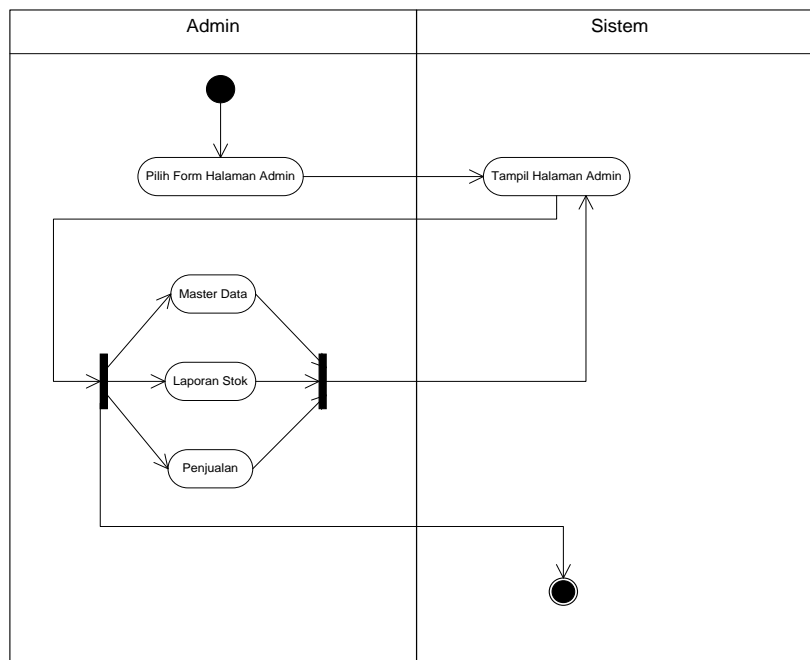 Admin
Sistem
Pilih Form Halaman Admin
Tampil Halaman Admin
Master Data
Laporan Stok
Penjualan